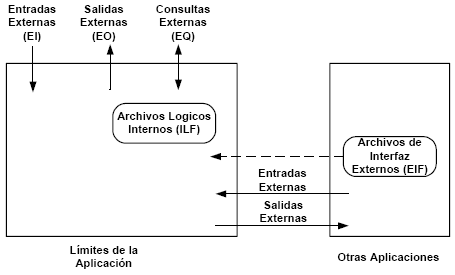 Entradas
Externas
(EI)
Salidas
Externas
(EO)
Consultas
Externas
(EQ)
Archivos Logicos
Internos (ILF)
Archivos de
Interfaz
Externos (EIF)
Entradas
Externas
Salidas
Externas
Límites de la
Aplicación
Otras Aplicaciones